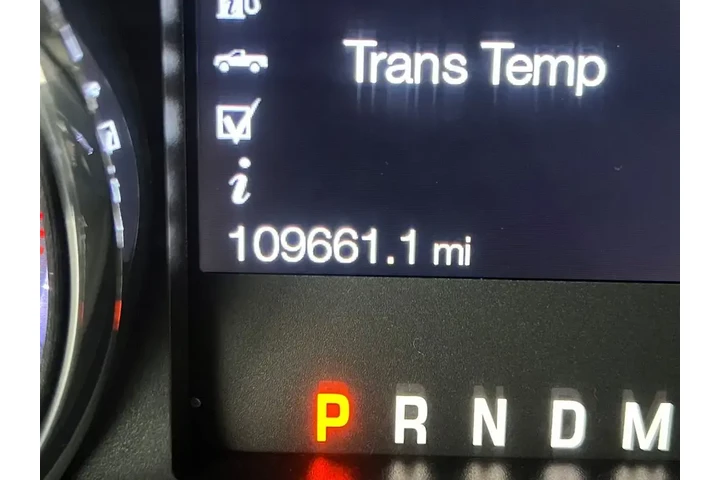 Trans Temp
i
109661.1 mi
P R N D M